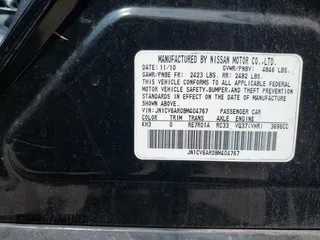 MANUFACTURED BY NISSAN MOTOR CO.,LTD.
DATE: 11/10 GVWR/PNBV: 4846 LBS.
GAWR/PNBE FR: 2423 LBS. RR: 2482 LBS.
THIS VEHICLE CONFORMS TO ALL APPLICABLE
FEDERAL MOTOR VEHICLE SAFETY,BUMPER,AND THEFT PREVENTION
STANDARDS IN EFFECT ON THE DATE OF MANUFACTURE SHOWN ABOVE.
VIN: JN1CV6AR0BM404767 PASSENGER CAR
COLOR TRIM TRANS AXLE ENGINE
KH3 G RE7R01A RC33 VQ37(VHR) 3696CC
JN1CV6AR0BM404767